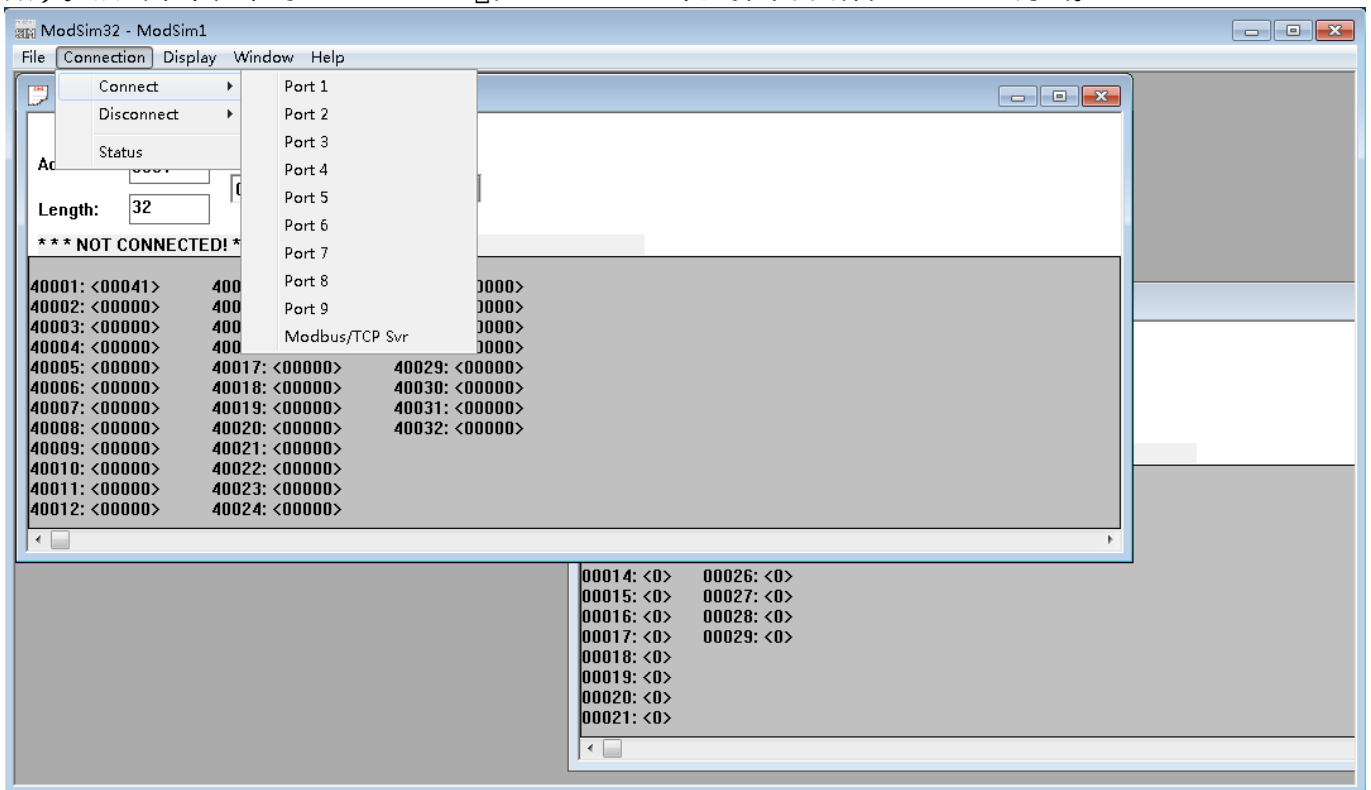 ModSim32 - ModSim1
File Connection Display Window Help
Connect
Disconnect
Status
Port 1
Port 2
Port 3
Port 4
Port 5
Port 6
Port 7
Port 8
Port 9
Modbus/TCP Svr
Length: 32
* * * NOT CONNECTED! *
40001: <00041>
40002: <00000>
40003: <00000>
40004: <00000>
40005: <00000> 40017: <00000> 40029: <00000>
40006: <00000> 40018: <00000> 40030: <00000>
40007: <00000> 40019: <00000> 40031: <00000>
40008: <00000> 40020: <00000> 40032: <00000>
40009: <00000> 40021: <00000>
40010: <00000> 40022: <00000>
40011: <00000> 40023: <00000>
40012: <00000> 40024: <00000>
00014: <0> 00026: <0>
00015: <0> 00027: <0>
00016: <0> 00028: <0>
00017: <0> 00029: <0>
00018: <0>
00019: <0>
00020: <0>
00021: <0>